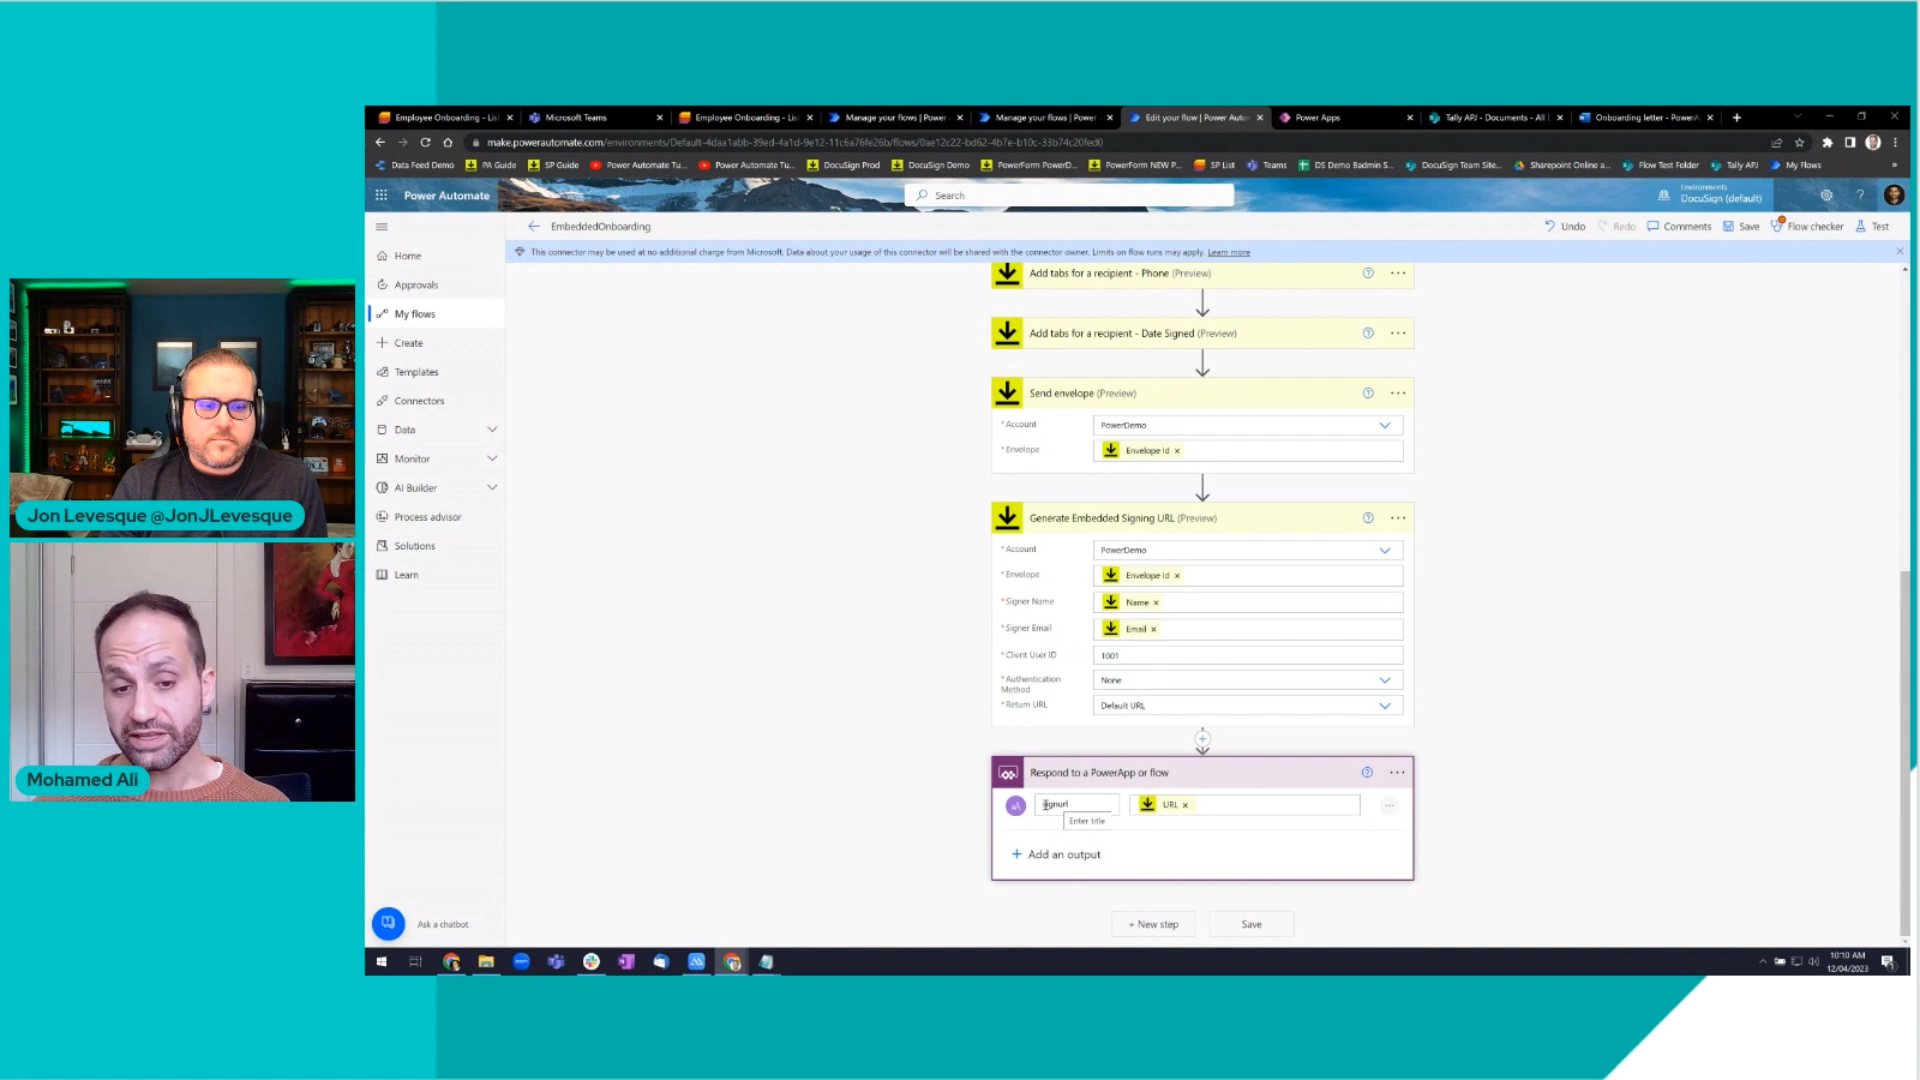 Employee Onboarding - List
Microsoft Teams
Employee Onboarding - List
Manage your flows | Power
Manage your flows | Power
Edit your flow | Power Auto
Power Apps
Tally APJ - Documents - All
Onboarding letter - Power
make.powerautomate.com/environments/Default-4daa1abb-39ed-4a1d-9e12-11c6a76fe26b/flows/0ae12c22-bd62-4b7e-b10c-33b74c20fed0
Data Feed Demo
PA Guide
SP Guide
Power Automate Tu...
Power Automate Tu...
DocuSign Prod
DocuSign Demo
PowerForm PowerD...
PowerForm NEW P...
SP List
Teams
DS Demo Badmin S...
DocuSign Team Site...
Sharepoint Online a...
Flow Test Folder
Tally APJ
My Flows
Power Automate
Search
Environments
DocuSign (default)
EmbeddedOnboarding
Undo
Redo
Comments
Save
Flow checker
Test
This connector may be used at no additional charge from Microsoft. Data about your usage of this connector will be shared with the connector owner. Limits on flow runs may apply. Learn more
Home
Approvals
My flows
Create
Templates
Connectors
Data
Monitor
AI Builder
Process advisor
Solutions
Learn
Ask a chatbot
Add tabs for a recipient - Phone (Preview)
Add tabs for a recipient - Date Signed (Preview)
Send envelope (Preview)
* Account
PowerDemo
* Envelope
Envelope Id ×
Generate Embedded Signing URL (Preview)
* Account
PowerDemo
* Envelope
Envelope Id ×
* Signer Name
Name ×
* Signer Email
Email ×
* Client User ID
1001
* Authentication
Method
None
* Return URL
Default URL
Respond to a PowerApp or flow
URL ×
Enter title
+ Add an output
+ New step
Save
10:10 AM
12/04/2023
Jon Levesque @JonJLevesque
Mohamed Ali